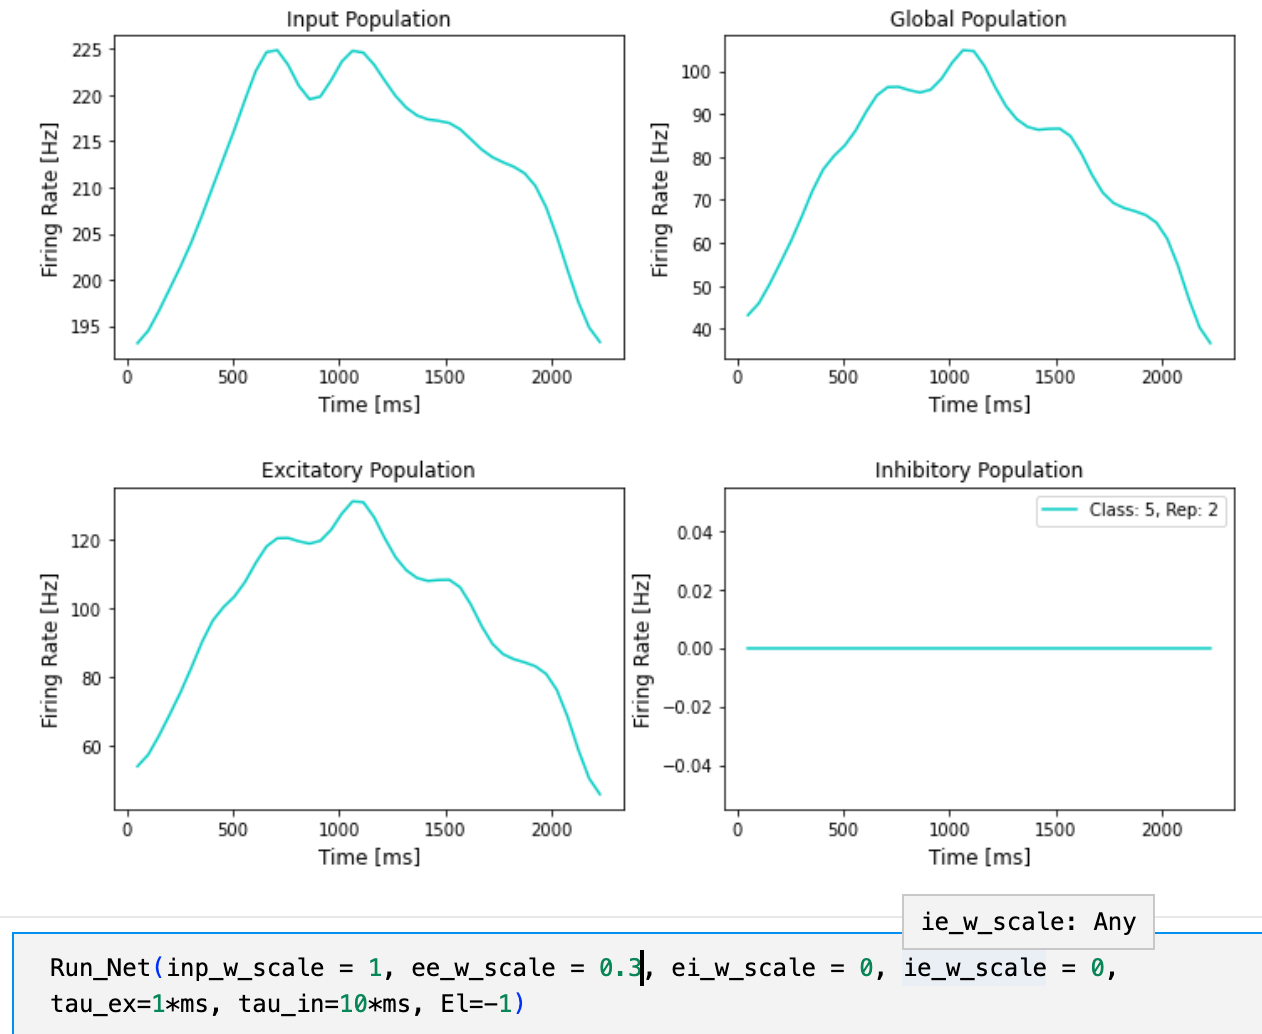 Input Population
Firing Rate [Hz]
225
220
215
210
205
200
195
0 500 1000 1500 2000
Time [ms]
Global Population
Firing Rate [Hz]
100
90
80
70
60
50
40
0 500 1000 1500 2000
Time [ms]
Excitatory Population
Firing Rate [Hz]
120
100
80
60
0 500 1000 1500 2000
Time [ms]
Inhibitory Population
Class: 5, Rep: 2
Firing Rate [Hz]
0.04
0.02
0.00
−0.02
−0.04
0 500 1000 1500 2000
Time [ms]
ie_w_scale: Any
Run_Net(inp_w_scale = 1, ee_w_scale = 0.3, ei_w_scale = 0, ie_w_scale = 0,
tau_ex=1*ms, tau_in=10*ms, El=-1)